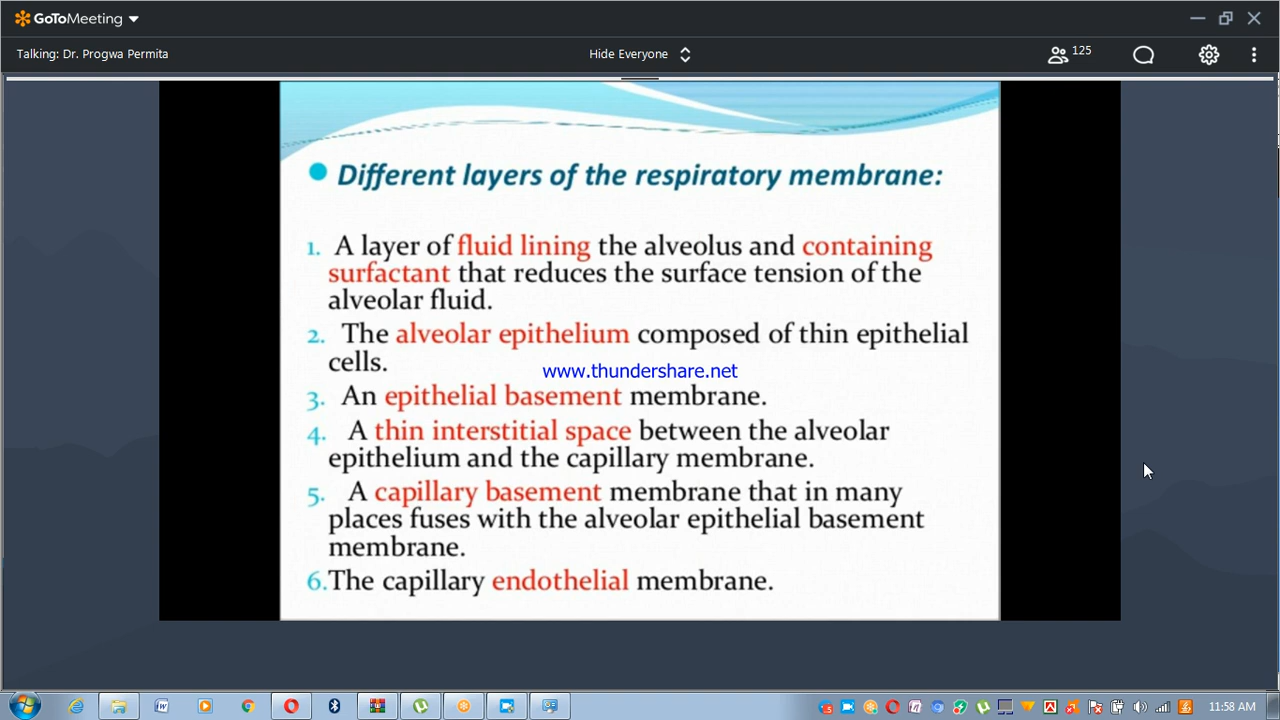 GoToMeeting
Talking: Dr. Progwa Permita
Hide Everyone
125
Different layers of the respiratory membrane:
1. A layer of fluid lining the alveolus and containing
surfactant that reduces the surface tension of the
alveolar fluid.
2. The alveolar epithelium composed of thin epithelial
cells.
www.thundershare.net
3. An epithelial basement membrane.
4. A thin interstitial space between the alveolar
epithelium and the capillary membrane.
5. A capillary basement membrane that in many
places fuses with the alveolar epithelial basement
membrane.
6.The capillary endothelial membrane.
11:58 AM